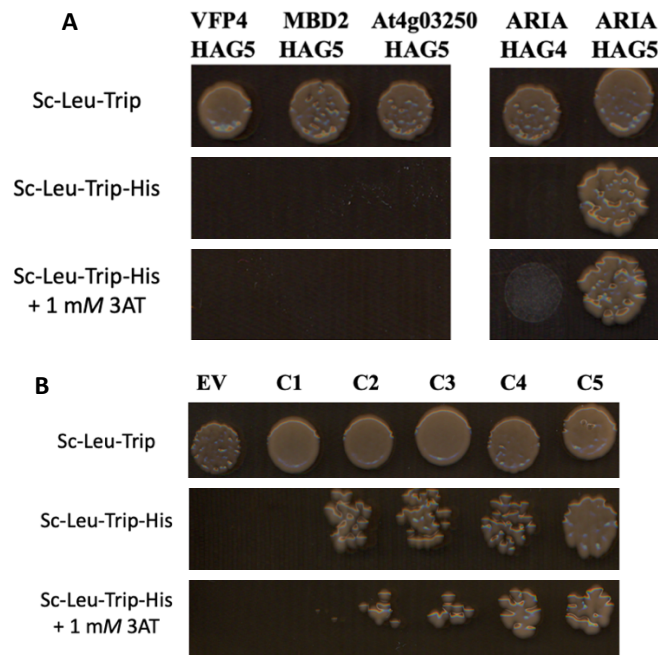 A
VFP4 MBD2 At4g03250 ARIA ARIA
HAG5 HAG5 HAG5 HAG4 HAG5
Sc-Leu-Trip
Sc-Leu-Trip-His
Sc-Leu-Trip-His
+ 1 mM 3AT
B
EV C1 C2 C3 C4 C5
Sc-Leu-Trip
Sc-Leu-Trip-His
Sc-Leu-Trip-His
+ 1 mM 3AT